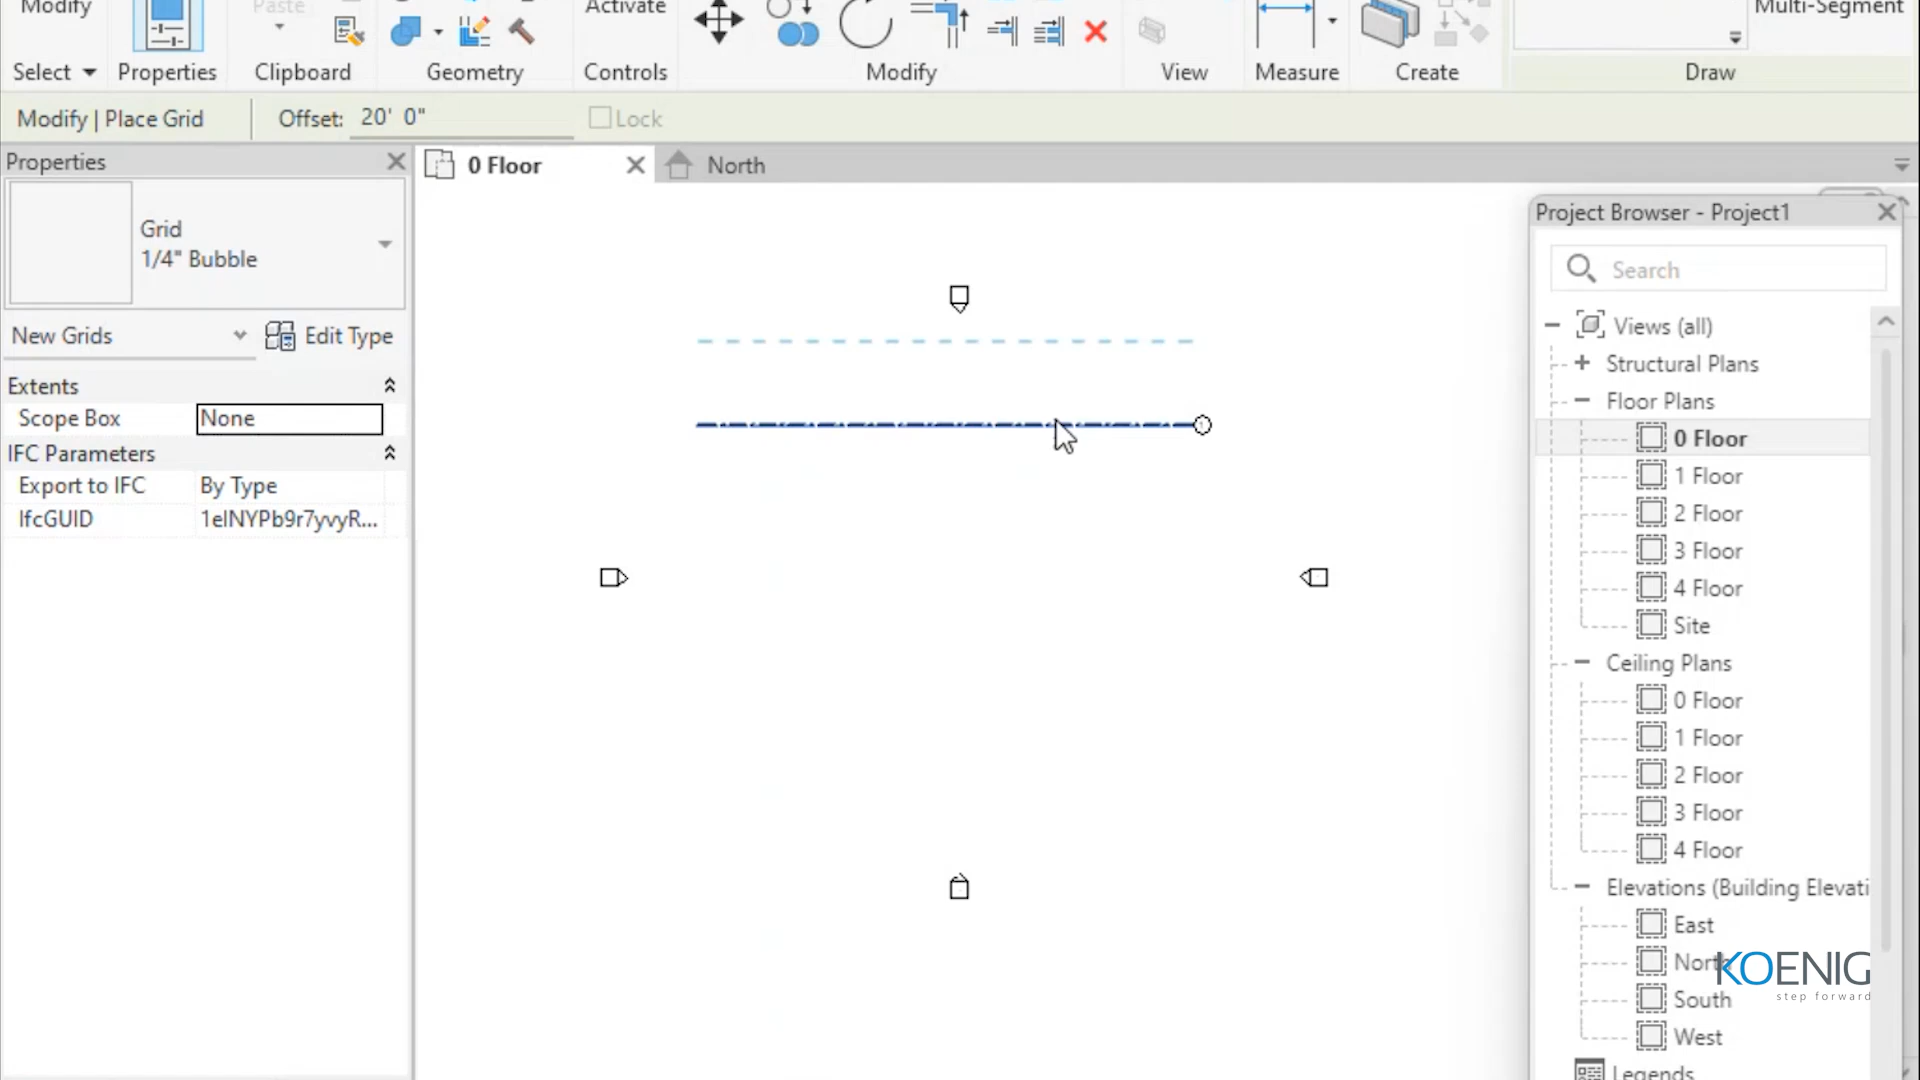 Modify
Paste
Activate
Multi-Segment
Select
Properties
Clipboard
Geometry
Controls
Modify
View
Measure
Create
Draw
Modify | Place Grid
Offset: 20' 0"
Lock
Properties
Grid
1/4" Bubble
New Grids
Edit Type
Extents
Scope Box None
IFC Parameters
Export to IFC By Type
IfcGUID 1elNYPb9r7yvyR...
0 Floor
North
Project Browser - Project1
Search
Views (all)
Structural Plans
Floor Plans
0 Floor
1 Floor
2 Floor
3 Floor
4 Floor
Site
Ceiling Plans
0 Floor
1 Floor
2 Floor
3 Floor
4 Floor
Elevations (Building Elevati
East
North
South
West
Legends
KOENIG
step forward